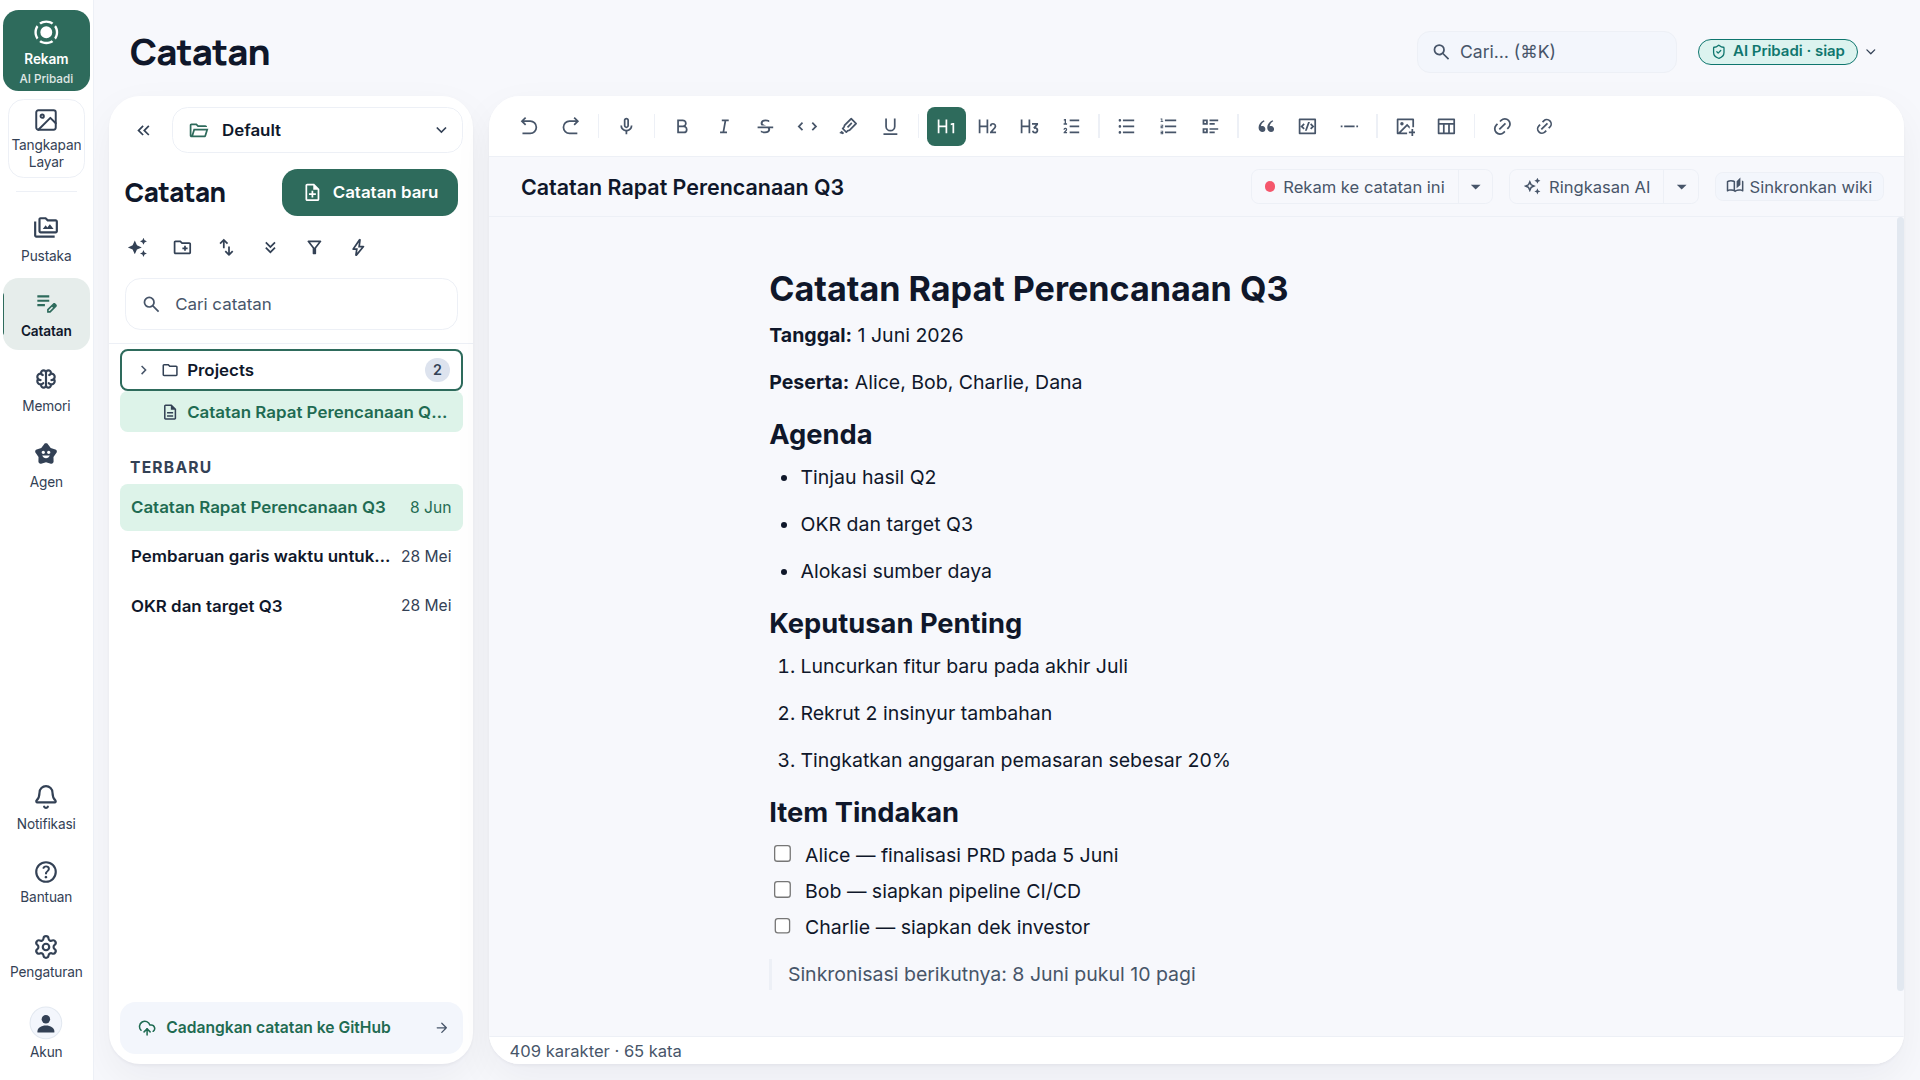 Rekam
AI Pribadi
Tangkapan
Layar
Pustaka
Catatan
Memori
Agen
Notifikasi
Bantuan
Pengaturan
Akun
Catatan
Cari... (⌘K)
AI Pribadi · siap
Default
Catatan
Catatan baru
Cari catatan
Projects
2
Catatan Rapat Perencanaan Q...
TERBARU
Catatan Rapat Perencanaan Q3
8 Jun
Pembaruan garis waktu untuk...
28 Mei
OKR dan target Q3
28 Mei
Cadangkan catatan ke GitHub
H1 H2 H3
Catatan Rapat Perencanaan Q3
Rekam ke catatan ini
Ringkasan AI
Sinkronkan wiki
Catatan Rapat Perencanaan Q3
Tanggal: 1 Juni 2026
Peserta: Alice, Bob, Charlie, Dana
Agenda
• Tinjau hasil Q2
• OKR dan target Q3
• Alokasi sumber daya
Keputusan Penting
1. Luncurkan fitur baru pada akhir Juli
2. Rekrut 2 insinyur tambahan
3. Tingkatkan anggaran pemasaran sebesar 20%
Item Tindakan
Alice — finalisasi PRD pada 5 Juni
Bob — siapkan pipeline CI/CD
Charlie — siapkan dek investor
Sinkronisasi berikutnya: 8 Juni pukul 10 pagi
409 karakter · 65 kata